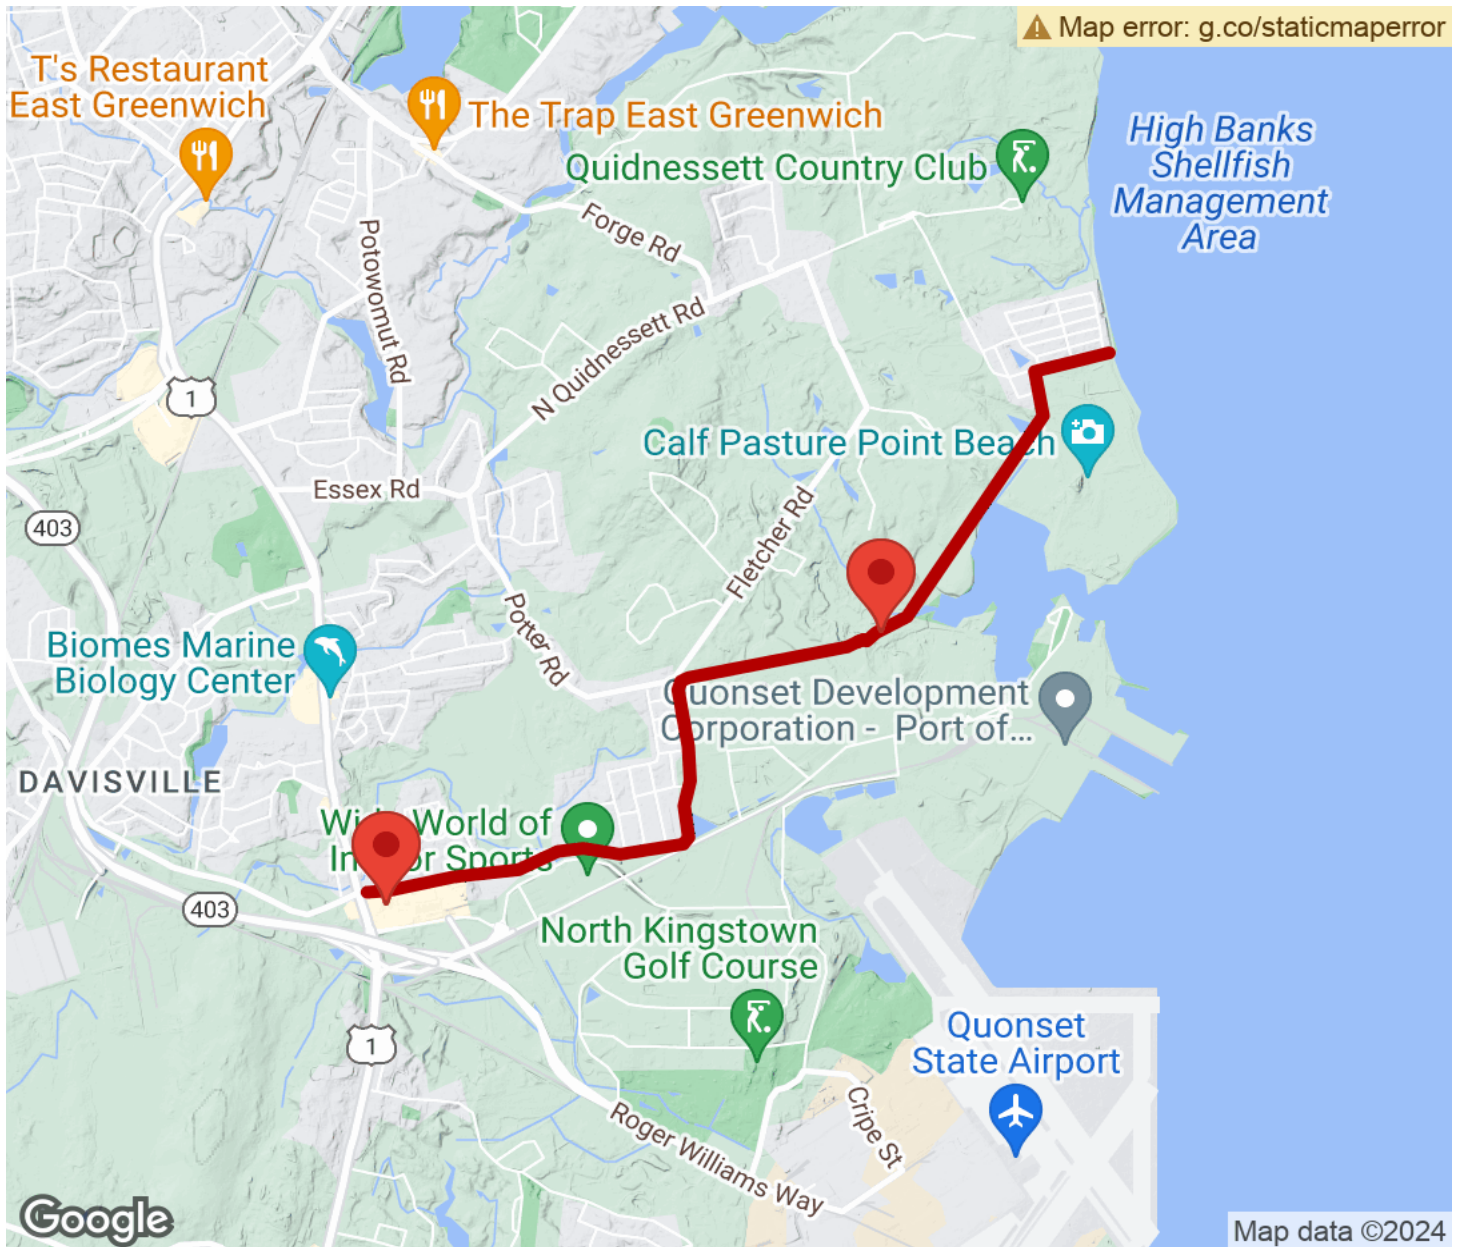 Map error: g.co/staticmaperror
T's Restaurant
East Greenwich
The Trap East Greenwich
High Banks
Shellfish
Management
Area
Quidnessett Country Club
Forge Rd
Potowomut Rd
N Quidnessett Rd
1
Calf Pasture Point Beach
Essex Rd
403
Fletcher Rd
Potter Rd
Biomes Marine
Biology Center
Quonset Development
Corporation - Port of...
DAVISVILLE
Wide World of
Indoor Sports
403
North Kingstown
Golf Course
1
Quonset
State Airport
Cripe St
Roger Williams Way
Google
Map data ©2024